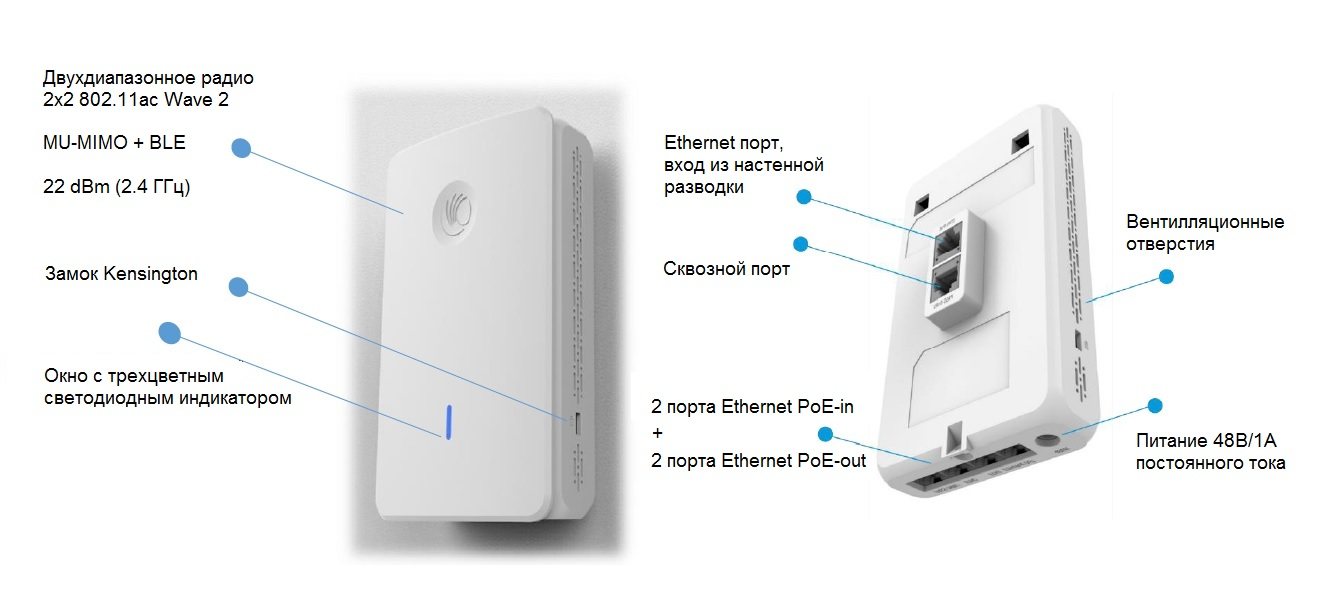 Двухдиапазонное радио
2x2 802.11ac Wave 2
MU-MIMO + BLE
22 dBm (2.4 ГГц)
Замок Kensington
Окно с трехцветным
светодиодным индикатором
Ethernet порт,
вход из настенной
разводки
Сквозной порт
2 порта Ethernet PoE-in
+
2 порта Ethernet PoE-out
Вентиляционные
отверстия
Питание 48В/1А
постоянного тока